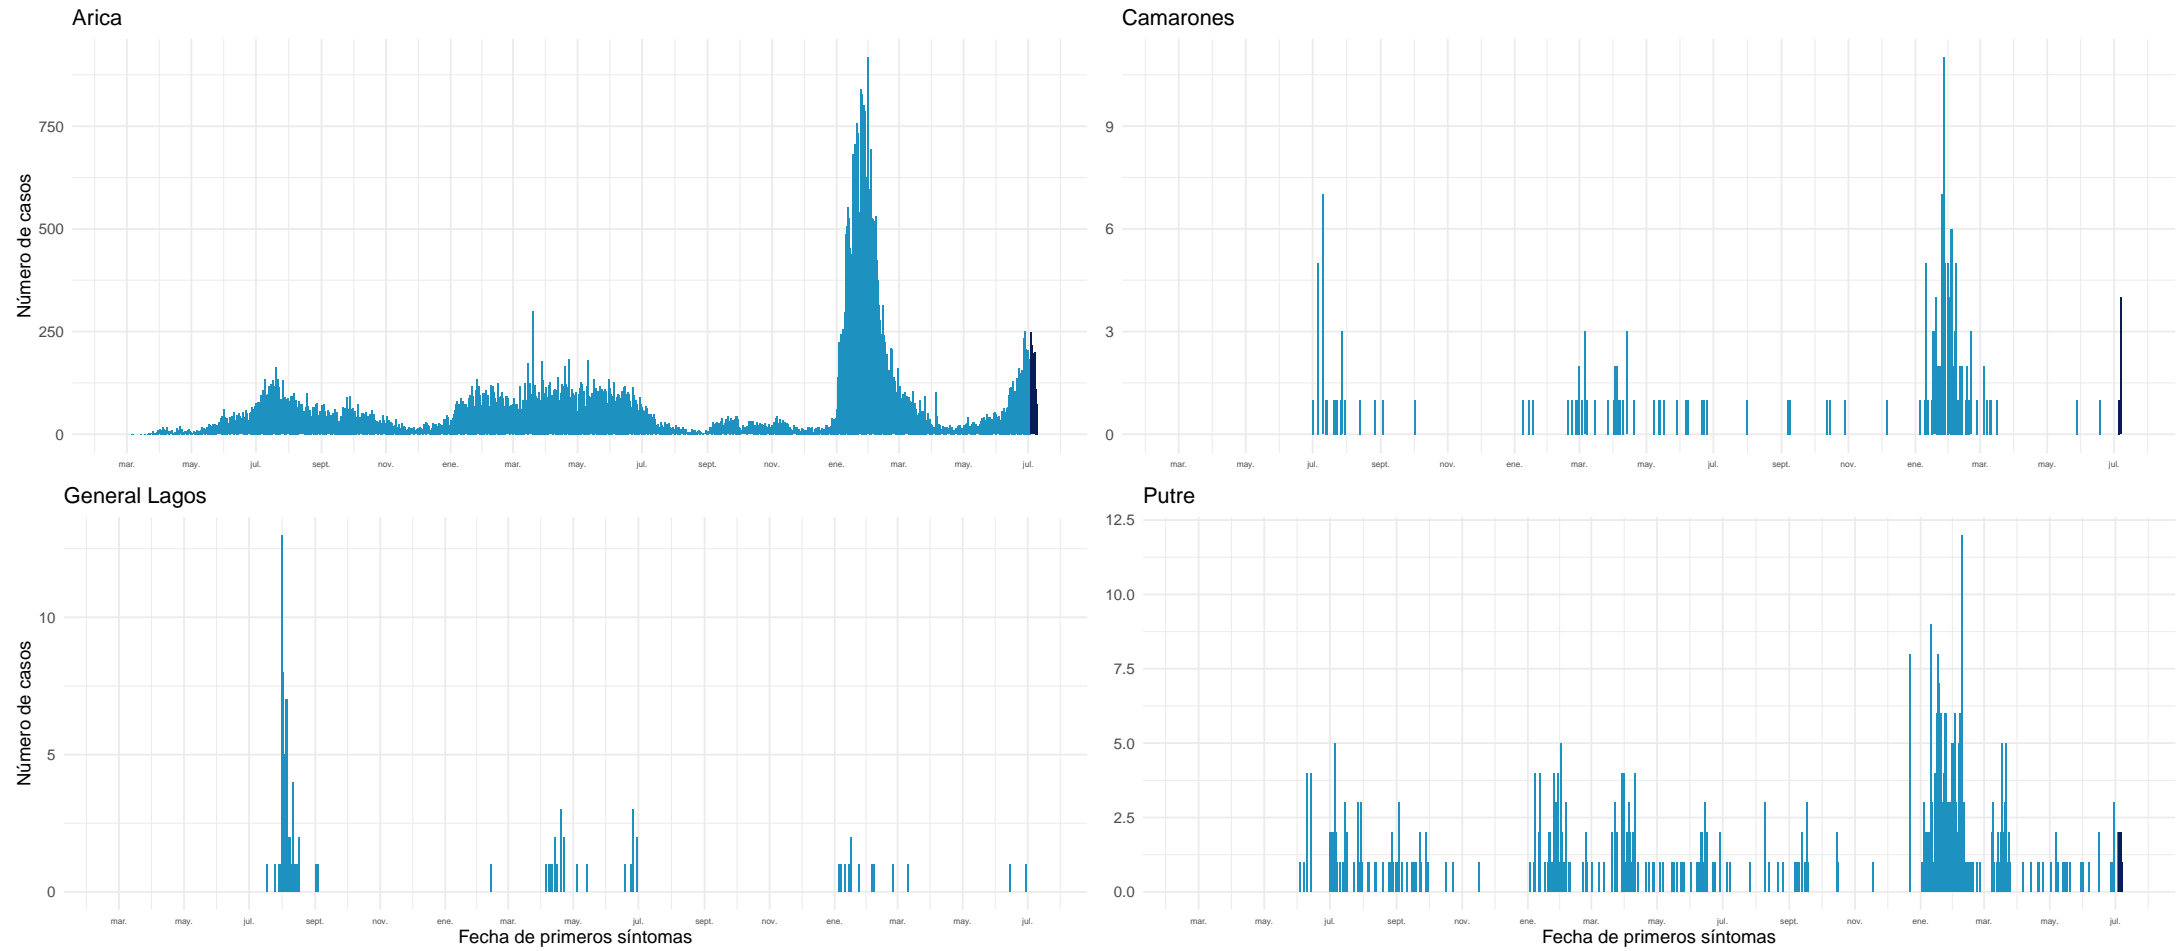 Arica
Camarones
Número de casos
750
500
250
0
9
6
3
0
mar. may. jul. sept. nov. ene. mar. may. jul. sept. nov. ene. mar. may. jul.
mar. may. jul. sept. nov. ene. mar. may. jul. sept. nov. ene. mar. may. jul.
General Lagos
Putre
Número de casos
10
5
0
12.5
10.0
7.5
5.0
2.5
0.0
mar. may. jul. sept. nov. ene. mar. may. jul. sept. nov. ene. mar. may. jul.
mar. may. jul. sept. nov. ene. mar. may. jul. sept. nov. ene. mar. may. jul.
Fecha de primeros síntomas
Fecha de primeros síntomas